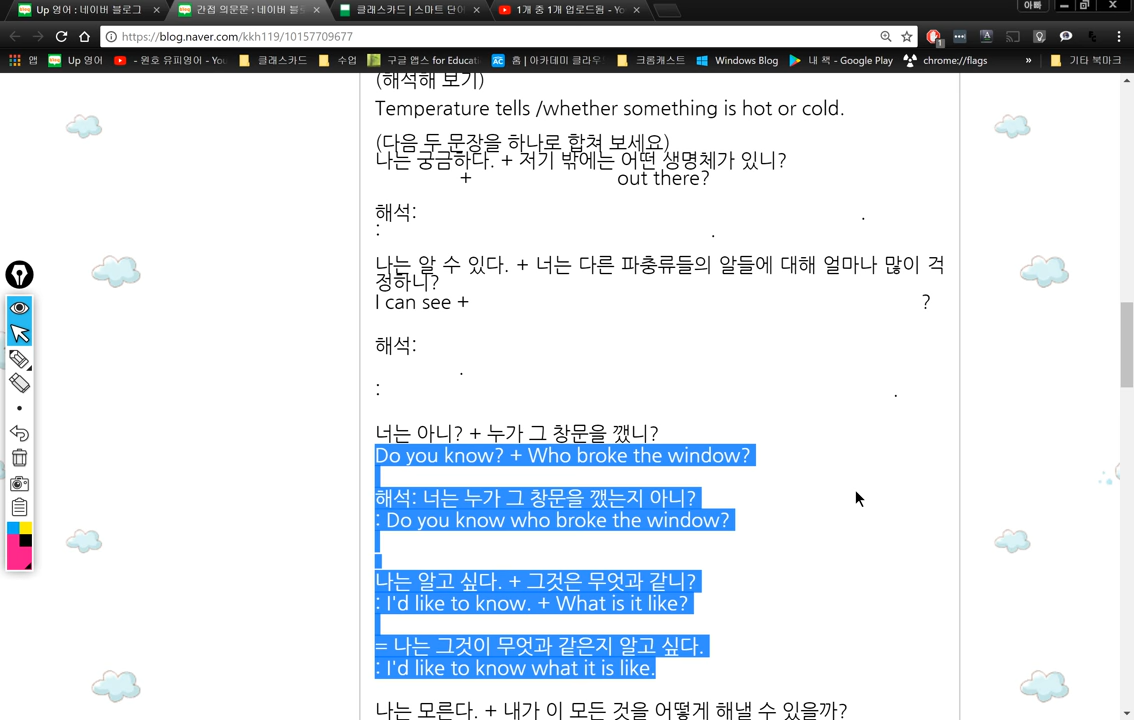 Up 영어 : 네이버 블로그
간접 의문문 : 네이버 블
클래스카드 | 스마트 단어
1개 중 1개 업로드됨 - Yo
아빠
https://blog.naver.com/kkh119/10157709677
앱
Up 영어
- 원호 유피영어 - You
클래스카드
수업
구글 앱스 for Educati
홈 | 아카데미 클라우
크롬캐스트
Windows Blog
내 책 - Google Play
chrome://flags
»
기타 북마크
(해석해 보기)
Temperature tells /whether something is hot or cold.
(다음 두 문장을 하나로 합쳐 보세요)
나는 궁금하다. + 저기 밖에는 어떤 생명체가 있니?
+ out there?
해석: .
: .
나는 알 수 있다. + 너는 다른 파충류들의 알들에 대해 얼마나 많이 걱
정하니?
I can see + ?
해석:
.
: .
너는 아니? + 누가 그 창문을 깼니?
Do you know? + Who broke the window?
해석: 너는 누가 그 창문을 깼는지 아니?
: Do you know who broke the window?
나는 알고 싶다. + 그것은 무엇과 같니?
: I'd like to know. + What is it like?
= 나는 그것이 무엇과 같은지 알고 싶다.
: I'd like to know what it is like.
나는 모른다. + 내가 이 모든 것을 어떻게 해낼 수 있을까?